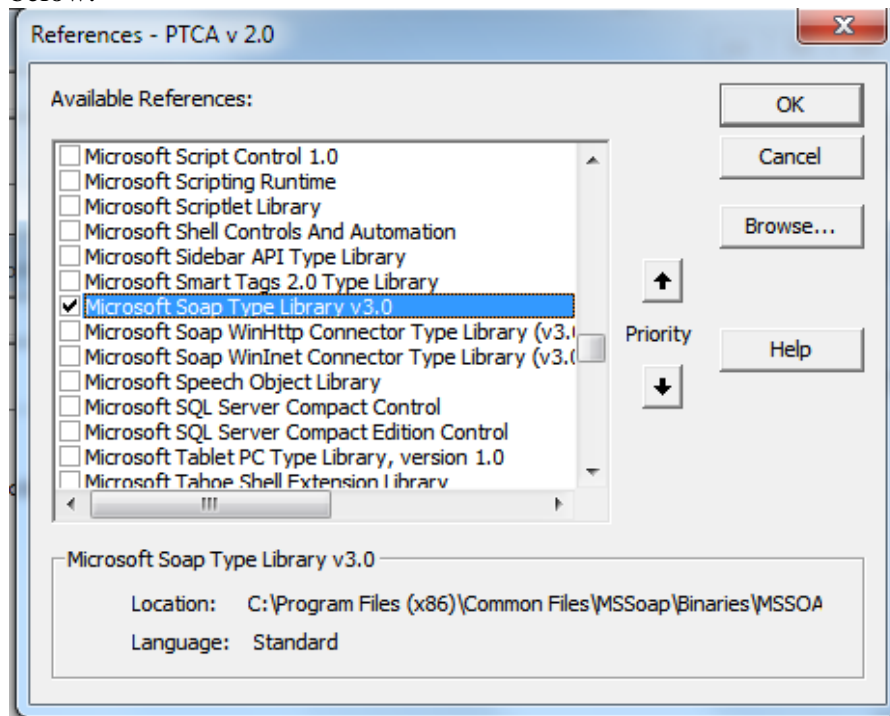 References - PTCA v 2.0
Available References:
Microsoft Script Control 1.0
Microsoft Scripting Runtime
Microsoft Scriptlet Library
Microsoft Shell Controls And Automation
Microsoft Sidebar API Type Library
Microsoft Smart Tags 2.0 Type Library
Microsoft Soap Type Library v3.0
Microsoft Soap WinHttp Connector Type Library (v3.
Microsoft Soap WinInet Connector Type Library (v3.
Microsoft Speech Object Library
Microsoft SQL Server Compact Control
Microsoft SQL Server Compact Edition Control
Microsoft Tablet PC Type Library, version 1.0
Microsoft Tahoe Shell Extension Library
Priority
OK
Cancel
Browse...
Help
Microsoft Soap Type Library v3.0
Location: C:\Program Files (x86)\Common Files\MSSoap\Binaries\MSSOA
Language: Standard